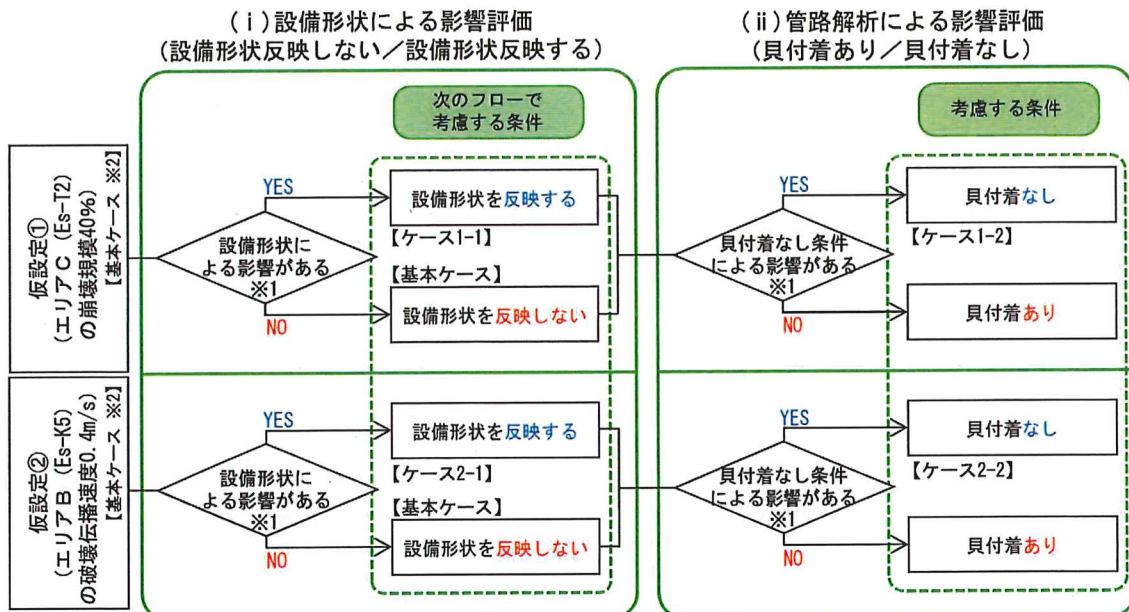 (ⅰ)設備形状による影響評価
(設備形状反映しない／設備形状反映する)
(ⅱ)管路解析による影響評価
(貝付着あり／貝付着なし)
次のフローで
考慮する条件
考慮する条件
仮設定①
(エリアC(Es-T2)
の崩壊規模40%)
【基本ケース ※2】
設備形状に
よる影響がある
※1
YES
設備形状を反映する
【ケース1-1】
【基本ケース】
NO
設備形状を反映しない
貝付着なし条件
による影響がある
※1
YES
貝付着なし
【ケース1-2】
NO
貝付着あり
仮設定②
(エリアB(Es-K5)
の破壊伝播速度0.4m/s)
【基本ケース ※2】
設備形状に
よる影響がある
※1
YES
設備形状を反映する
【ケース2-1】
【基本ケース】
NO
設備形状を反映しない
貝付着なし条件
による影響がある
※1
YES
貝付着なし
【ケース2-2】
NO
貝付着あり